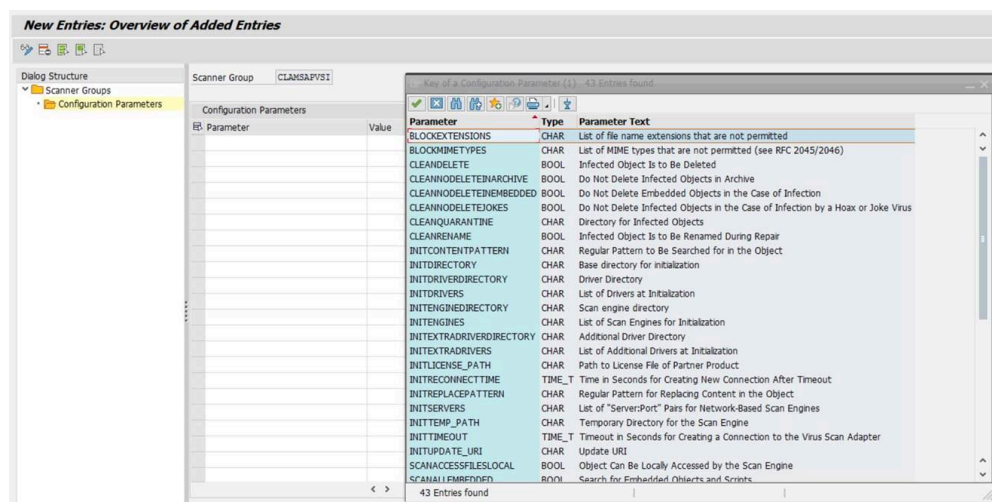 New Entries: Overview of Added Entries
Dialog Structure
Scanner Groups
Configuration Parameters
Scanner Group CLAMSAPVSI
Configuration Parameters
Parameter Value
Key of a Configuration Parameter (1) 43 Entries found
Parameter Type Parameter Text
BLOCKEXTENSIONS CHAR List of file name extensions that are not permitted
BLOCKMIMETYPES CHAR List of MIME types that are not permitted (see RFC 2045/2046)
CLEANDELETE BOOL Infected Object Is to Be Deleted
CLEANNODELETEINARCHIVE BOOL Do Not Delete Infected Objects in Archive
CLEANNODELETEINEMBEDDED BOOL Do Not Delete Embedded Objects in the Case of Infection
CLEANNODELETEJOKES BOOL Do Not Delete Infected Objects in the Case of Infection by a Hoax or Joke Virus
CLEANQUARANTINE CHAR Directory for Infected Objects
CLEANRENAME BOOL Infected Object Is to Be Renamed During Repair
INITCONTENTPATTERN CHAR Regular Pattern to Be Searched for in the Object
INITDIRECTORY CHAR Base directory for initialization
INITDRIVERDIRECTORY CHAR Driver Directory
INITDRIVERS CHAR List of Drivers at Initialization
INITENGINEDIRECTORY CHAR Scan engine directory
INITENGINES CHAR List of Scan Engines for Initialization
INITEXTRADRIVERDIRECTORY CHAR Additional Driver Directory
INITEXTRADRIVERS CHAR List of Additional Drivers at Initialization
INITLICENSE_PATH CHAR Path to License File of Partner Product
INITRECONNECTTIME TIME_T Time in Seconds for Creating New Connection After Timeout
INITREPLACEPATTERN CHAR Regular Pattern for Replacing Content in the Object
INITSERVERS CHAR List of "Server:Port" Pairs for Network-Based Scan Engines
INITTEMP_PATH CHAR Temporary Directory for the Scan Engine
INITTIMEOUT TIME_T Timeout in Seconds for Creating a Connection to the Virus Scan Adapter
INITUPDATE_URI CHAR Update URI
SCANACCESSFILESLOCAL BOOL Object Can Be Locally Accessed by the Scan Engine
SCANALLEMBEDDED BOOL Search for Embedded Objects and Scripts
43 Entries found